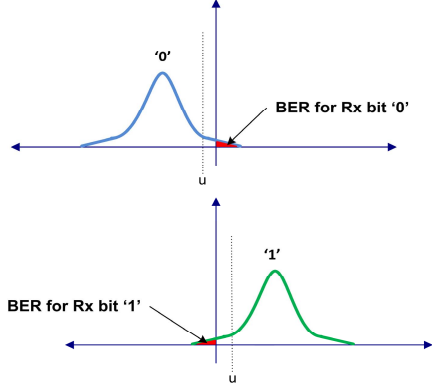 ‘0’
BER for Rx bit ‘0’
u
‘1’
BER for Rx bit ‘1’
u